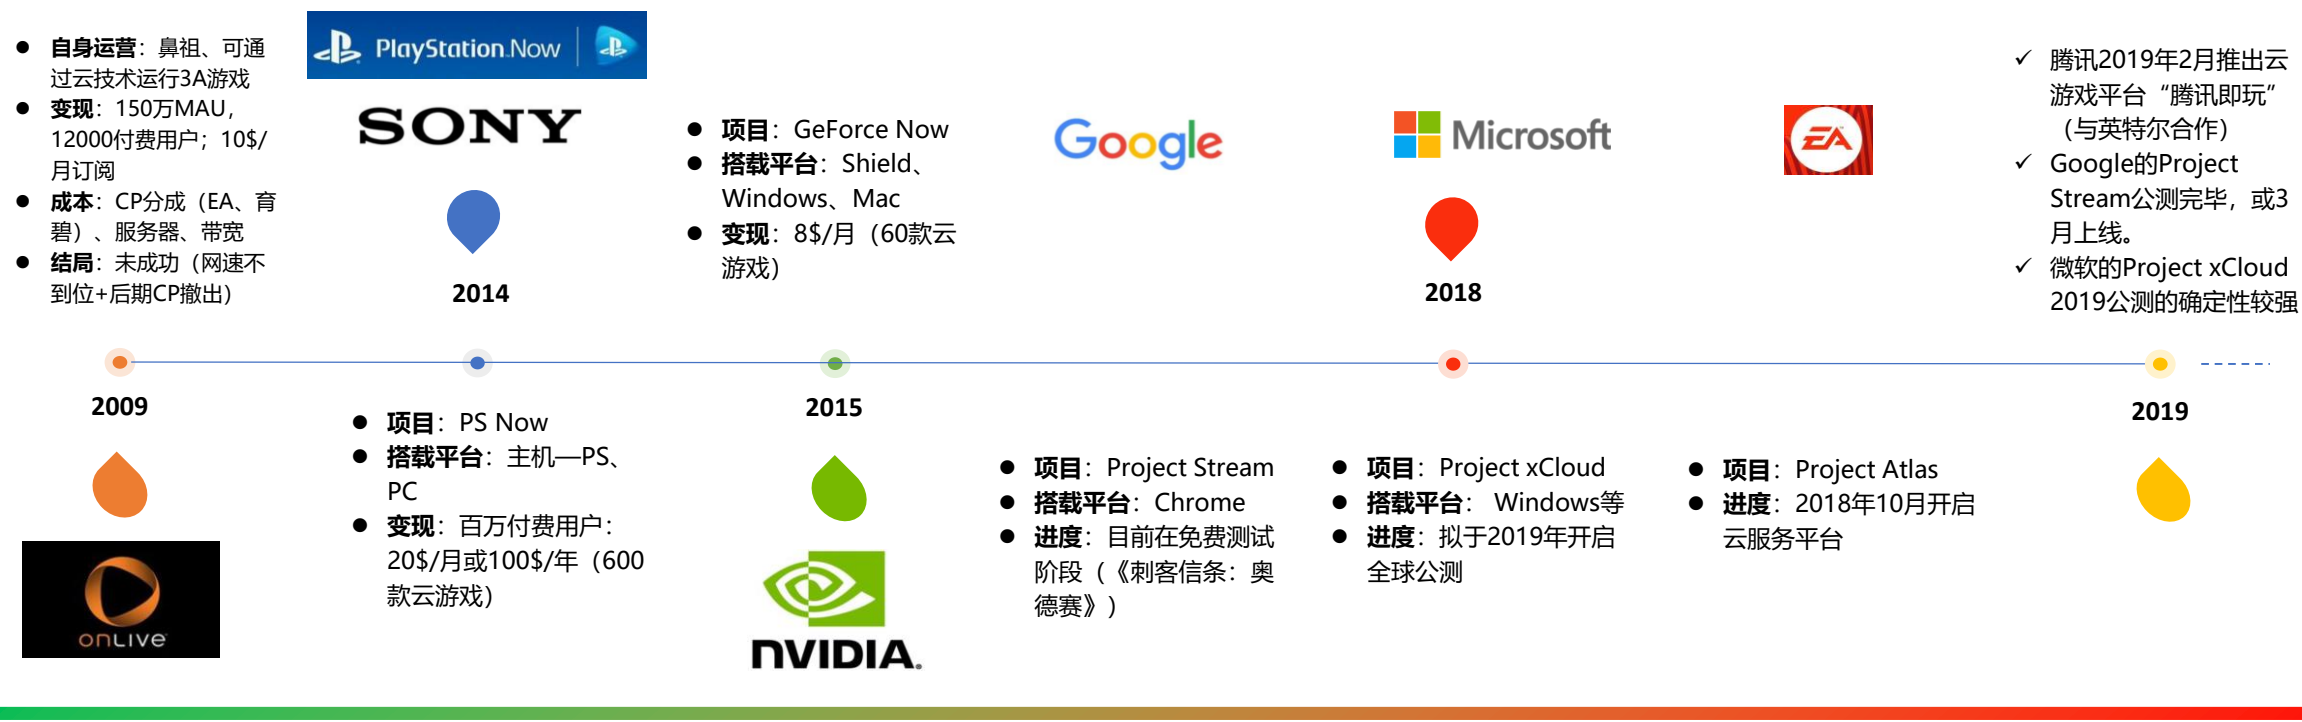 自身运营：鼻祖、可通
过云技术运行3A游戏
变现：150万MAU，
12000付费用户；10$/
月订阅
成本：CP分成（EA、育
碧）、服务器、带宽
结局：未成功（网速不
到位+后期CP撤出）
2009
onLIVE
PlayStation.Now
SONY
2014
项目：PS Now
搭载平台：主机—PS、
PC
变现：百万付费用户：
20$/月或100$/年（600
款云游戏）
项目：GeForce Now
搭载平台：Shield、
Windows、Mac
变现：8$/月（60款云
游戏）
2015
NVIDIA.
Google
项目：Project Stream
搭载平台：Chrome
进度：目前在免费测试
阶段（《刺客信条：奥
德赛》）
Microsoft
2018
项目：Project xCloud
搭载平台： Windows等
进度：拟于2019年开启
全球公测
EA
项目：Project Atlas
进度：2018年10月开启
云服务平台
✓ 腾讯2019年2月推出云
游戏平台“腾讯即玩”
（与英特尔合作）
✓ Google的Project
Stream公测完毕，或3
月上线。
✓ 微软的Project xCloud
2019公测的确定性较强
2019